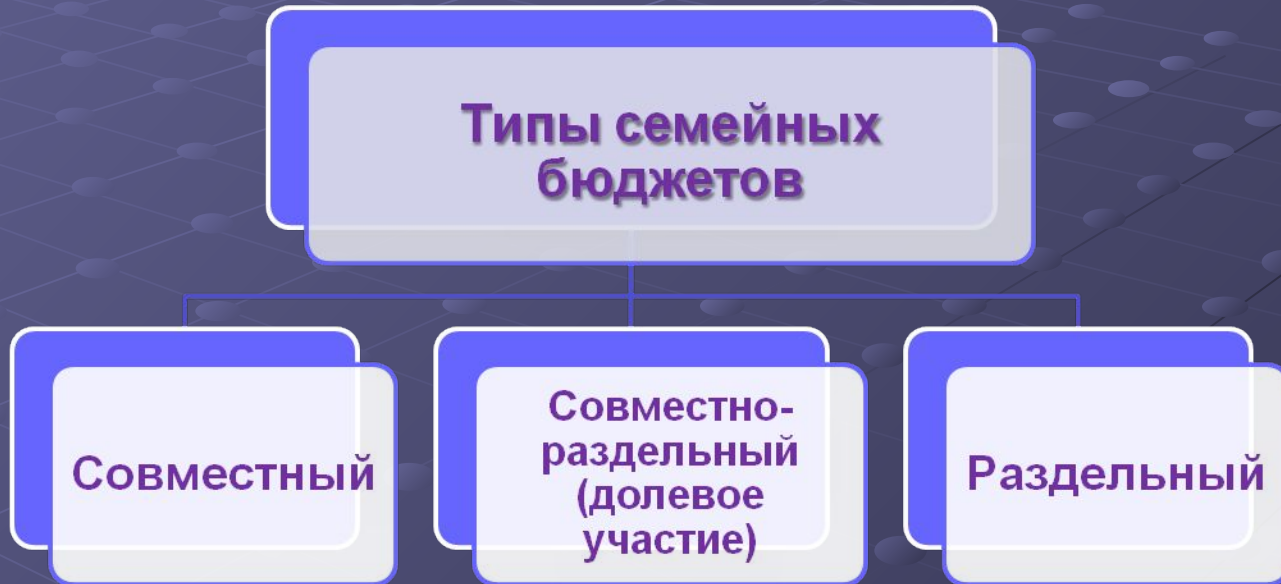 Типы семейных
бюджетов
Совместный
Совместно-
раздельный
(долевое
участие)
Раздельный